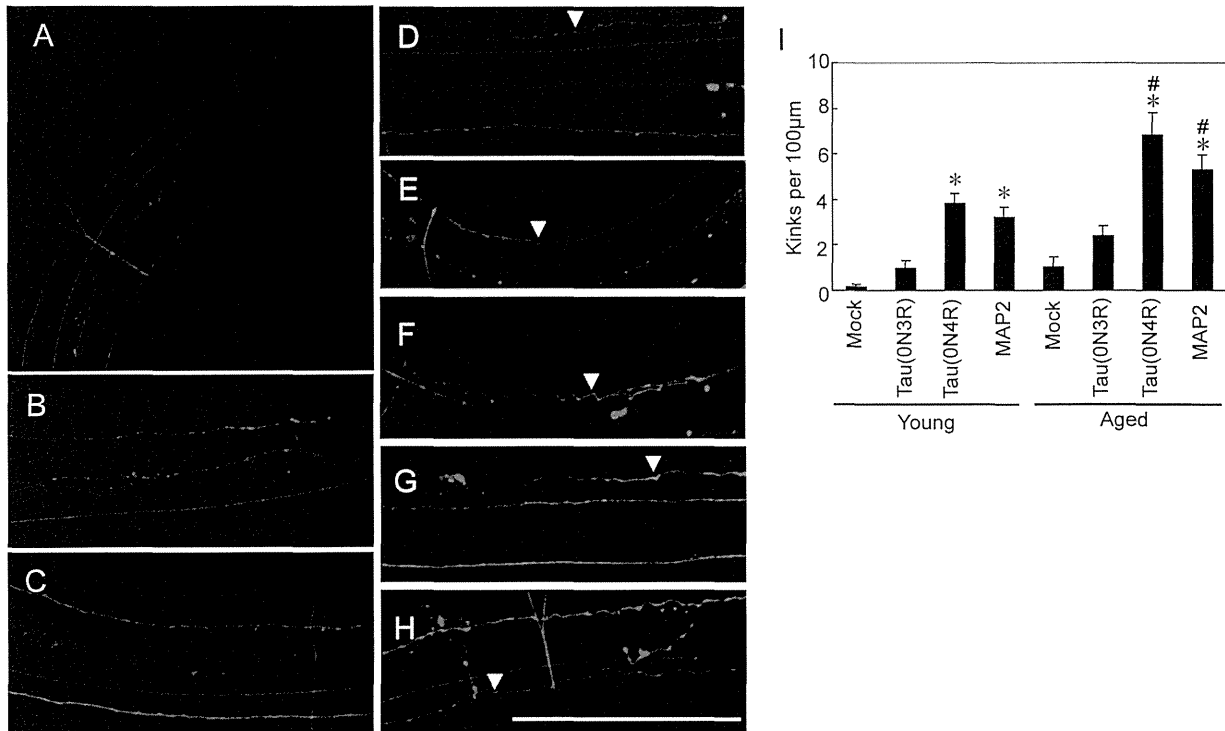 A
B
C
D
E
F
G
H
I
10
8
6
4
2
0
Kinks per 100µm
*
*
#
*
#
*
Mock
Tau(0N3R)
Tau(0N4R)
MAP2
Mock
Tau(0N3R)
Tau(0N4R)
MAP2
Young
Aged